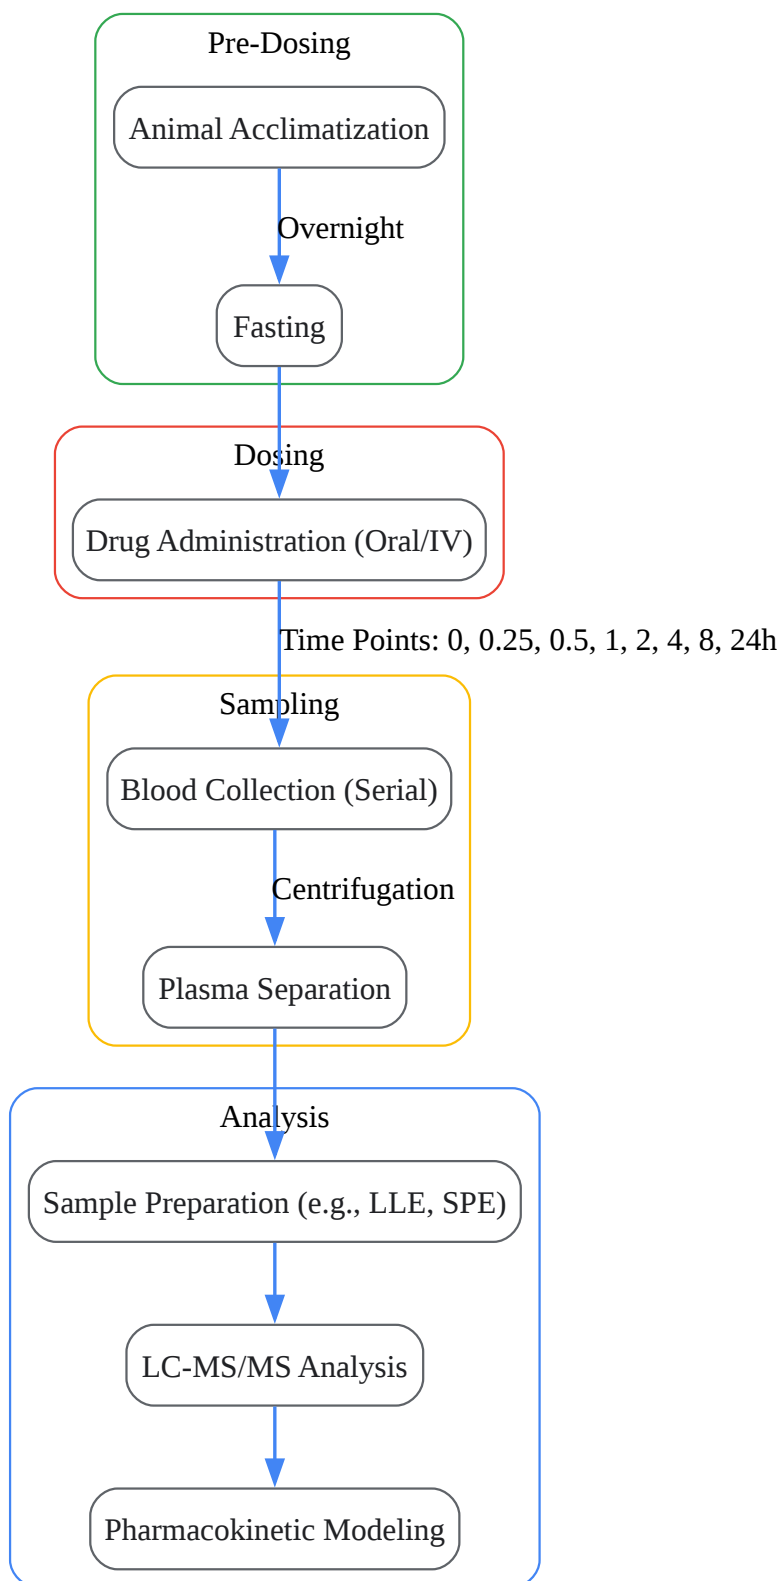 Pre-Dosing
Animal Acclimatization
Overnight
Fasting
Dosing
Drug Administration (Oral/IV)
Time Points: 0, 0.25, 0.5, 1, 2, 4, 8, 24h
Sampling
Blood Collection (Serial)
Centrifugation
Plasma Separation
Analysis
Sample Preparation (e.g., LLE, SPE)
LC-MS/MS Analysis
Pharmacokinetic Modeling